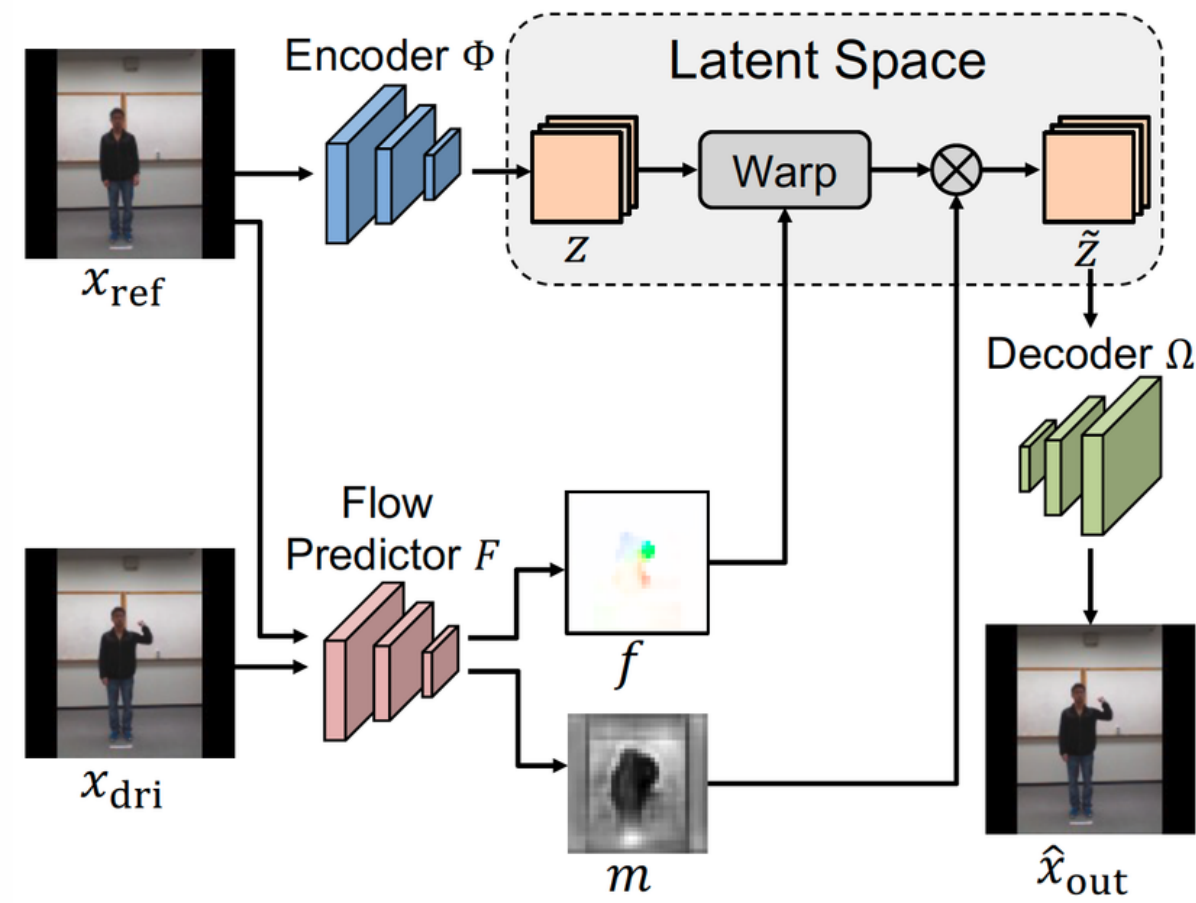 Encoder Φ
Latent Space
Warp
z
z̃
x_ref
Decoder Ω
Flow
Predictor F
f
x_dri
m
x̂_out